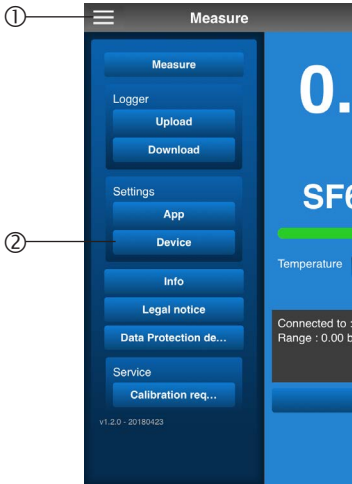 ①
Measure
0.
Measure
Logger
Upload
Download
SF6
Settings
App
②
Device
Temperature
Info
Legal notice
Data Protection de...
Connected to :
Range : 0.00 b
Service
Calibration req...
v1.2.0 - 20180423